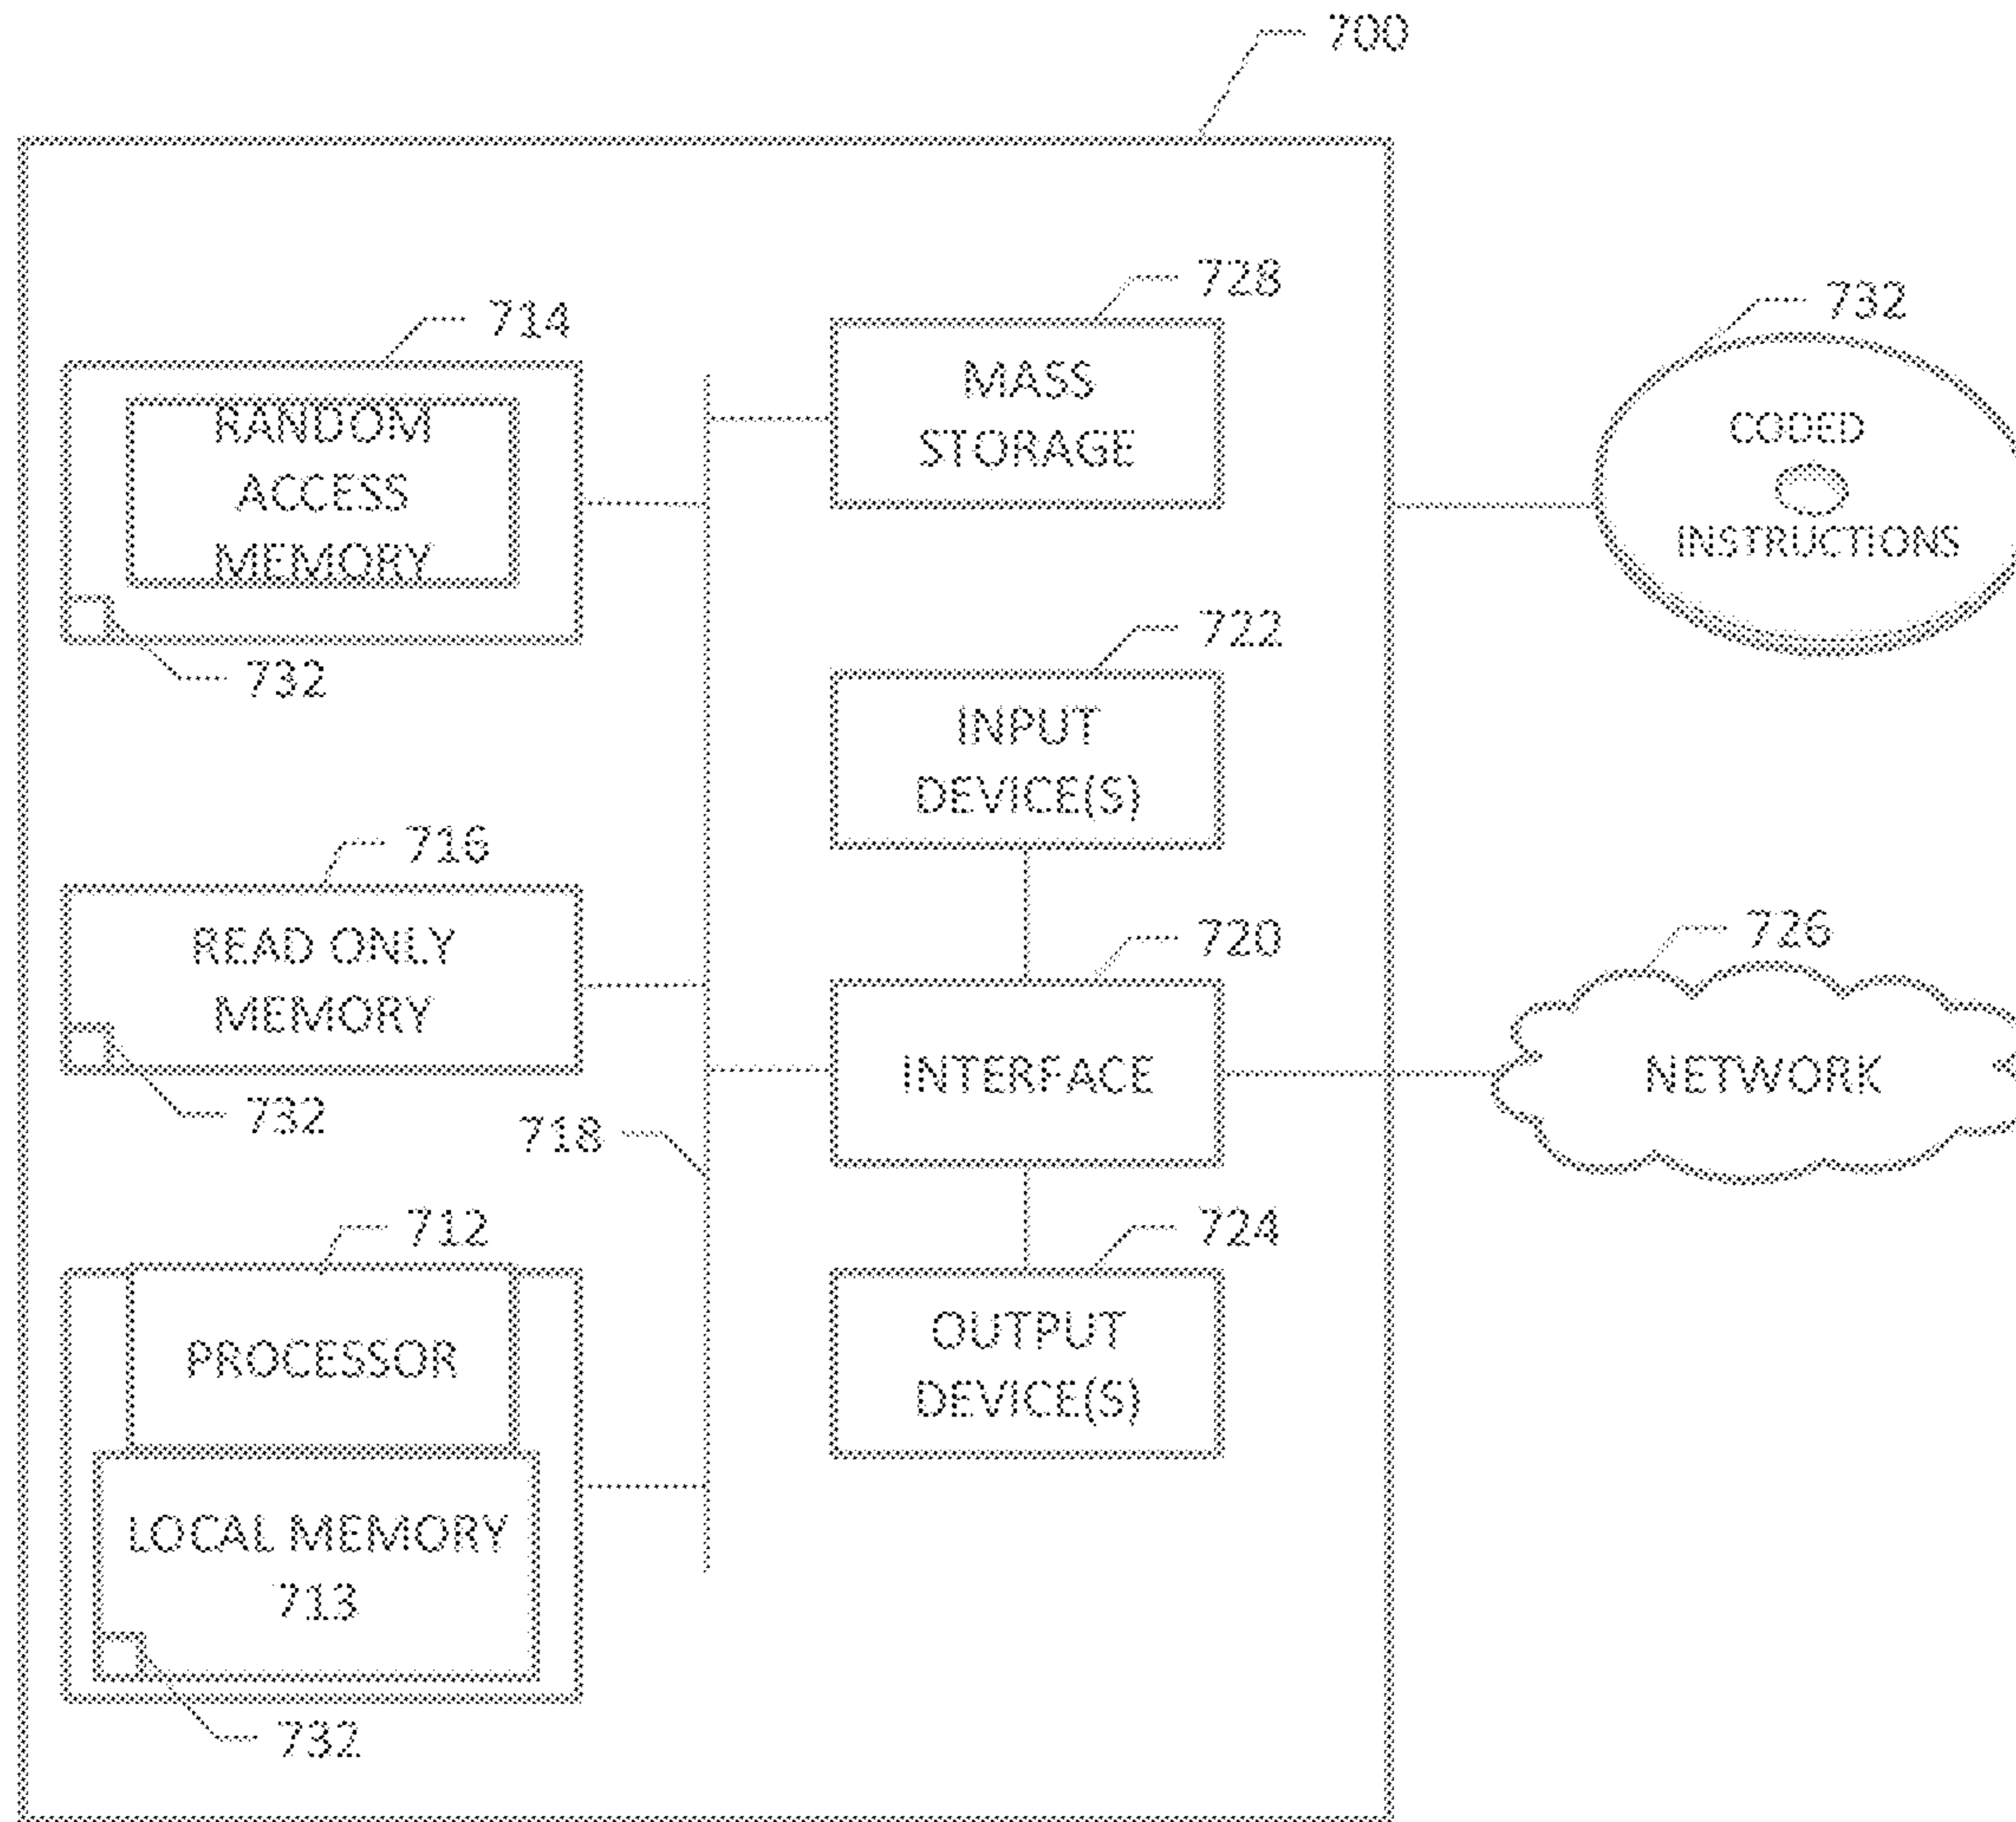 700
728
714
732
MASS
STORAGE
RANDOM
ACCESS
MEMORY
CODED
INSTRUCTIONS
722
732
INPUT
DEVICE(S)
716
READ ONLY
MEMORY
720
726
INTERFACE
NETWORK
732
718
712
724
PROCESSOR
OUTPUT
DEVICE(S)
LOCAL MEMORY
713
732